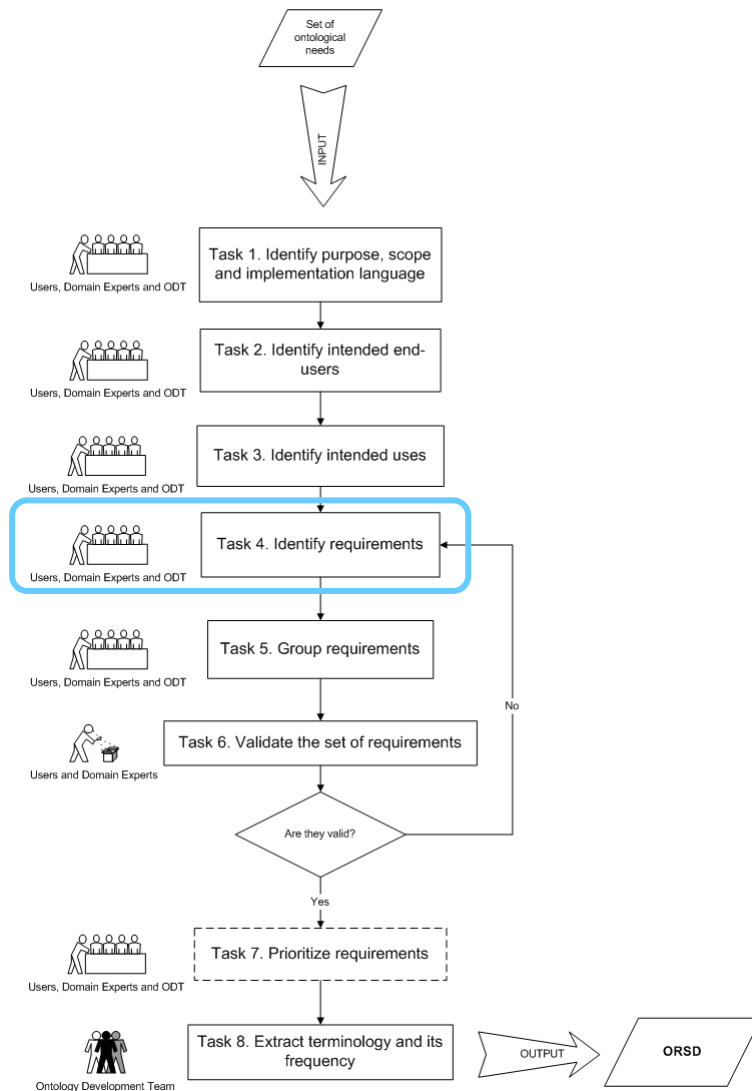 Set of
ontological
needs
INPUT
Task 1. Identify purpose, scope
and implementation language
Users, Domain Experts and ODT
Task 2. Identify intended end-
users
Users, Domain Experts and ODT
Task 3. Identify intended uses
Users, Domain Experts and ODT
Task 4. Identify requirements
Users, Domain Experts and ODT
Task 5. Group requirements
Users, Domain Experts and ODT
No
Task 6. Validate the set of requirements
Users and Domain Experts
Are they valid?
Yes
Task 7. Prioritize requirements
Users, Domain Experts and ODT
Task 8. Extract terminology and its
frequency
Ontology Development Team
OUTPUT
ORSD